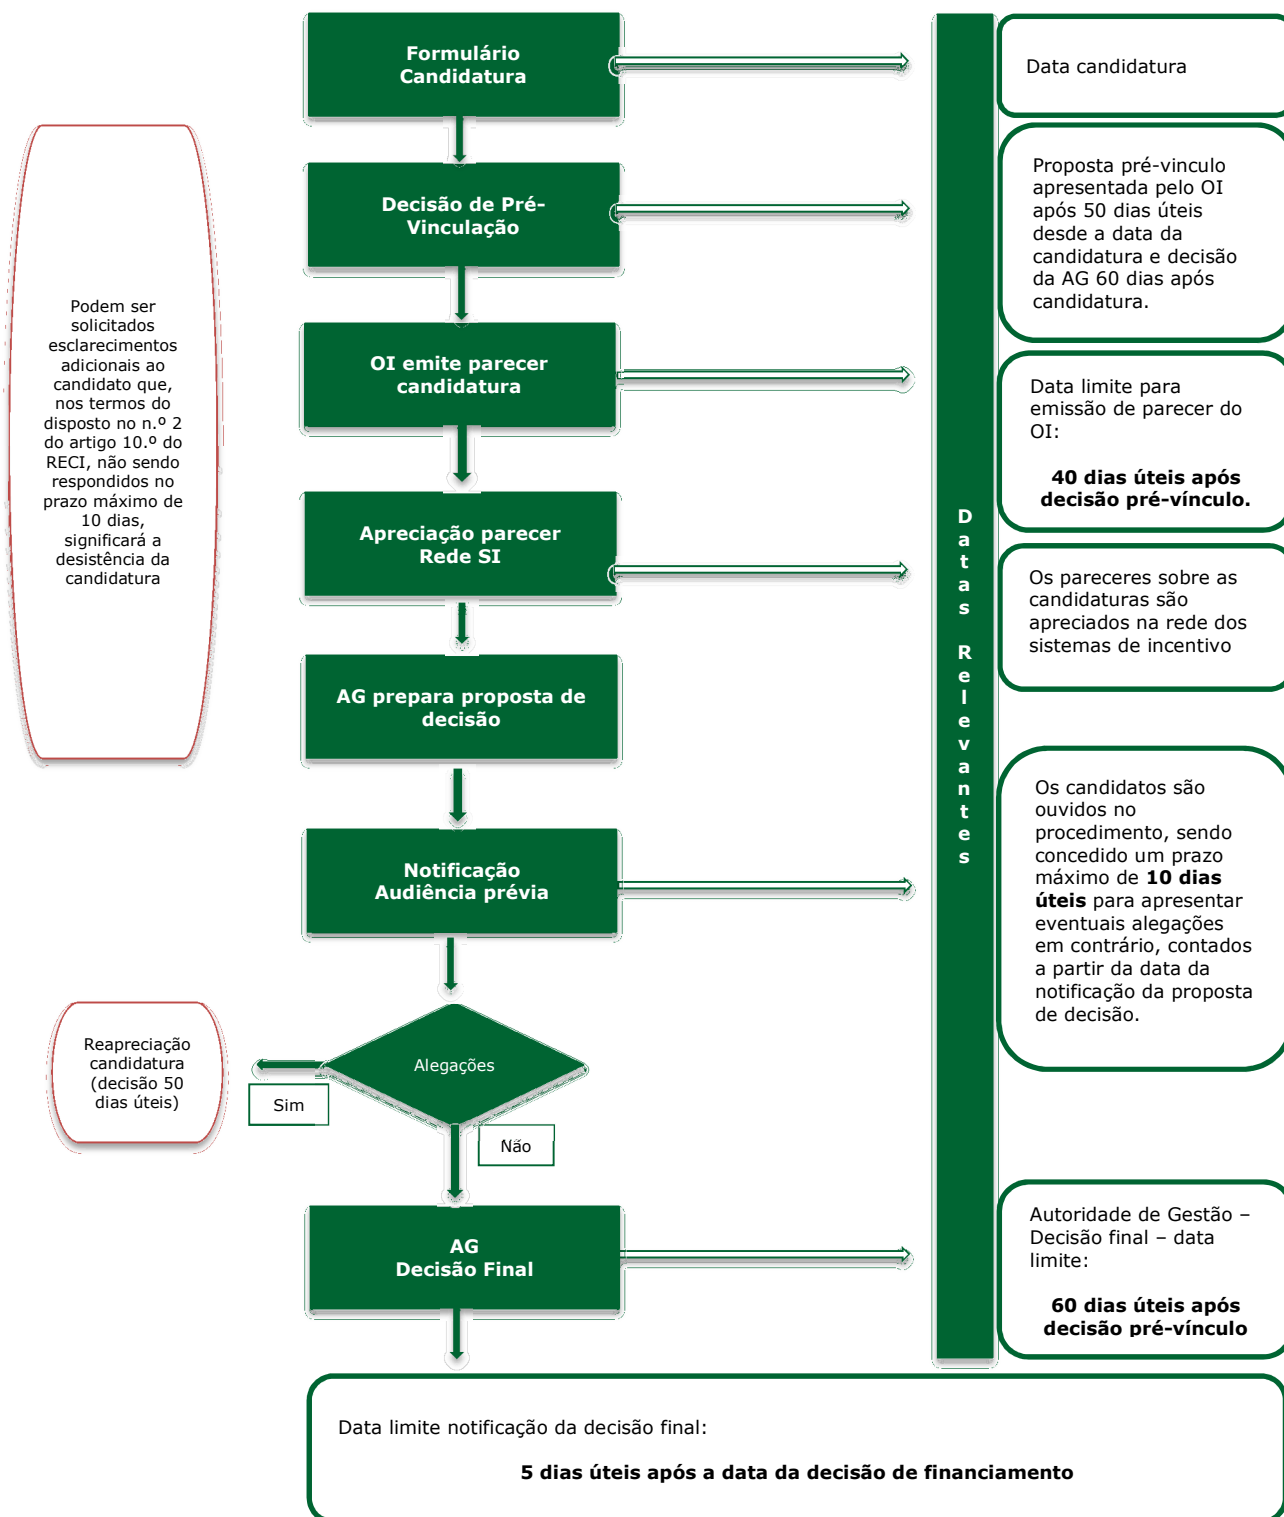 Formulário
Candidatura
Data candidatura
Decisão de Pré-
Vinculação
Proposta pré-vinculo
apresentada pelo OI
após 50 dias úteis
desde a data da
candidatura e decisão
da AG 60 dias após
candidatura.
Podem ser
solicitados
esclarecimentos
adicionais ao
candidato que,
nos termos do
disposto no n.º 2
do artigo 10.º do
RECI, não sendo
respondidos no
prazo máximo de
10 dias,
significará a
desistência da
candidatura
OI emite parecer
candidatura
Data limite para
emissão de parecer do
OI:
40 dias úteis após
decisão pré-vínculo.
Apreciação parecer
Rede SI
Os pareceres sobre as
candidaturas são
apreciados na rede dos
sistemas de incentivo
D
a
t
a
s
R
e
l
e
v
a
n
t
e
s
AG prepara proposta de
decisão
Notificação
Audiência prévia
Os candidatos são
ouvidos no
procedimento, sendo
concedido um prazo
máximo de 10 dias
úteis para apresentar
eventuais alegações
em contrário, contados
a partir da data da
notificação da proposta
de decisão.
Alegações
Reapreciação
candidatura
(decisão 50
dias úteis)
Sim
Não
AG
Decisão Final
Autoridade de Gestão –
Decisão final – data
limite:
60 dias úteis após
decisão pré-vínculo
Data limite notificação da decisão final:
5 dias úteis após a data da decisão de financiamento